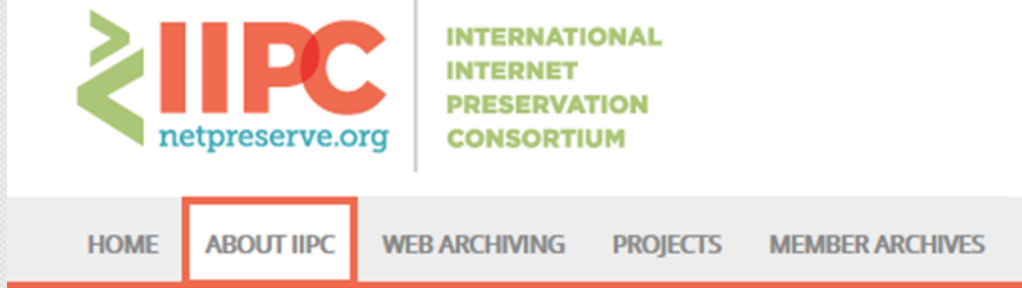 IIPC
netpreserve.org
INTERNATIONAL
INTERNET
PRESERVATION
CONSORTIUM
HOME ABOUT IIPC WEB ARCHIVING PROJECTS MEMBER ARCHIVES